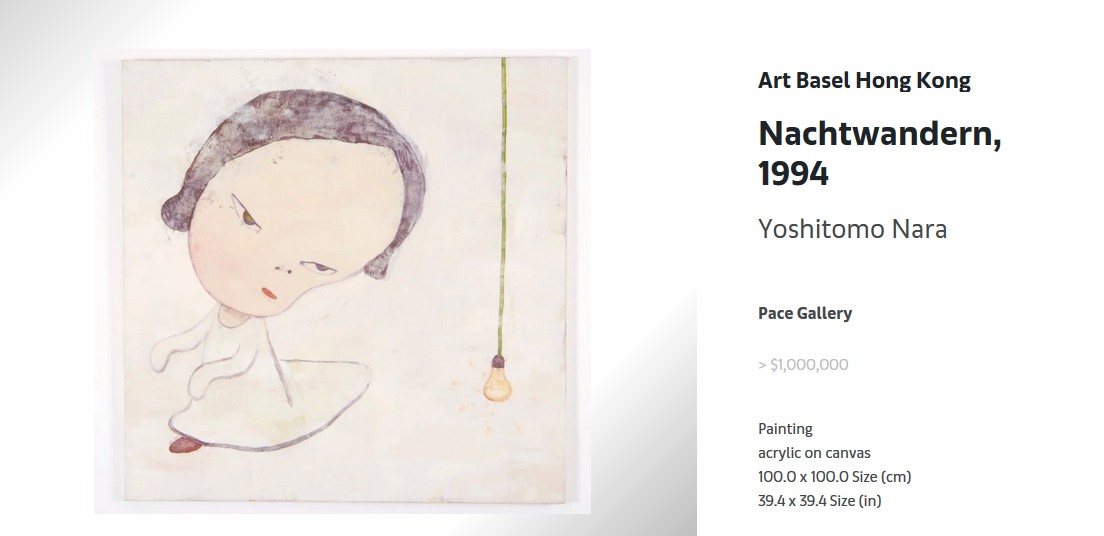 Art Basel Hong Kong
Nachtwandern,
1994
Yoshitomo Nara
Pace Gallery
> $1,000,000
Painting
acrylic on canvas
100.0 x 100.0 Size (cm)
39.4 x 39.4 Size (in)